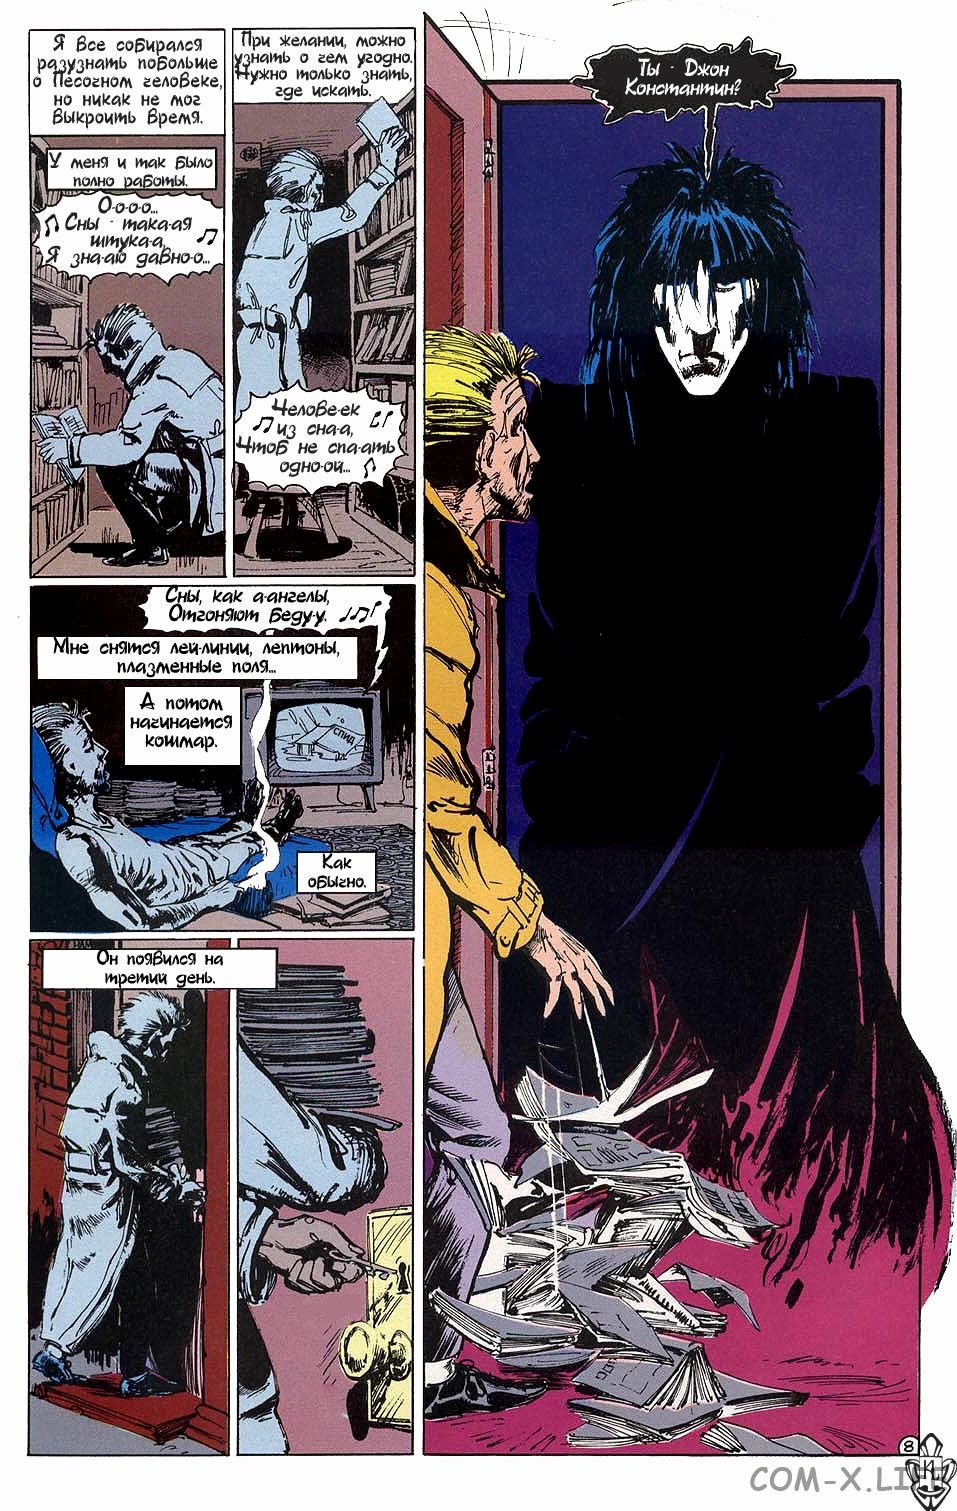 Я все собирался
разузнать побольше
о Песочном человеке,
но никак не мог
выкроить время.
У меня и так было
полно работы.
О-о-о-о...
Сны - така-ая
штука-а,
Я зна-аю давно-о...
При желании, можно
узнать о чем угодно.
Нужно только знать,
где искать.
Челове-ек
из сна-а,
Чтоб не спа-ать
одно-ой...
Сны, как а-ангелы,
Отгоняют беду-у.
Мне снятся лей-линии, лептоны,
плазменные поля...
А потом
начинается
кошмар.
СПИД
Как
обычно.
Он появился на
третий день.
Ты - Джон
Константин?
8
K
COM-X.LI